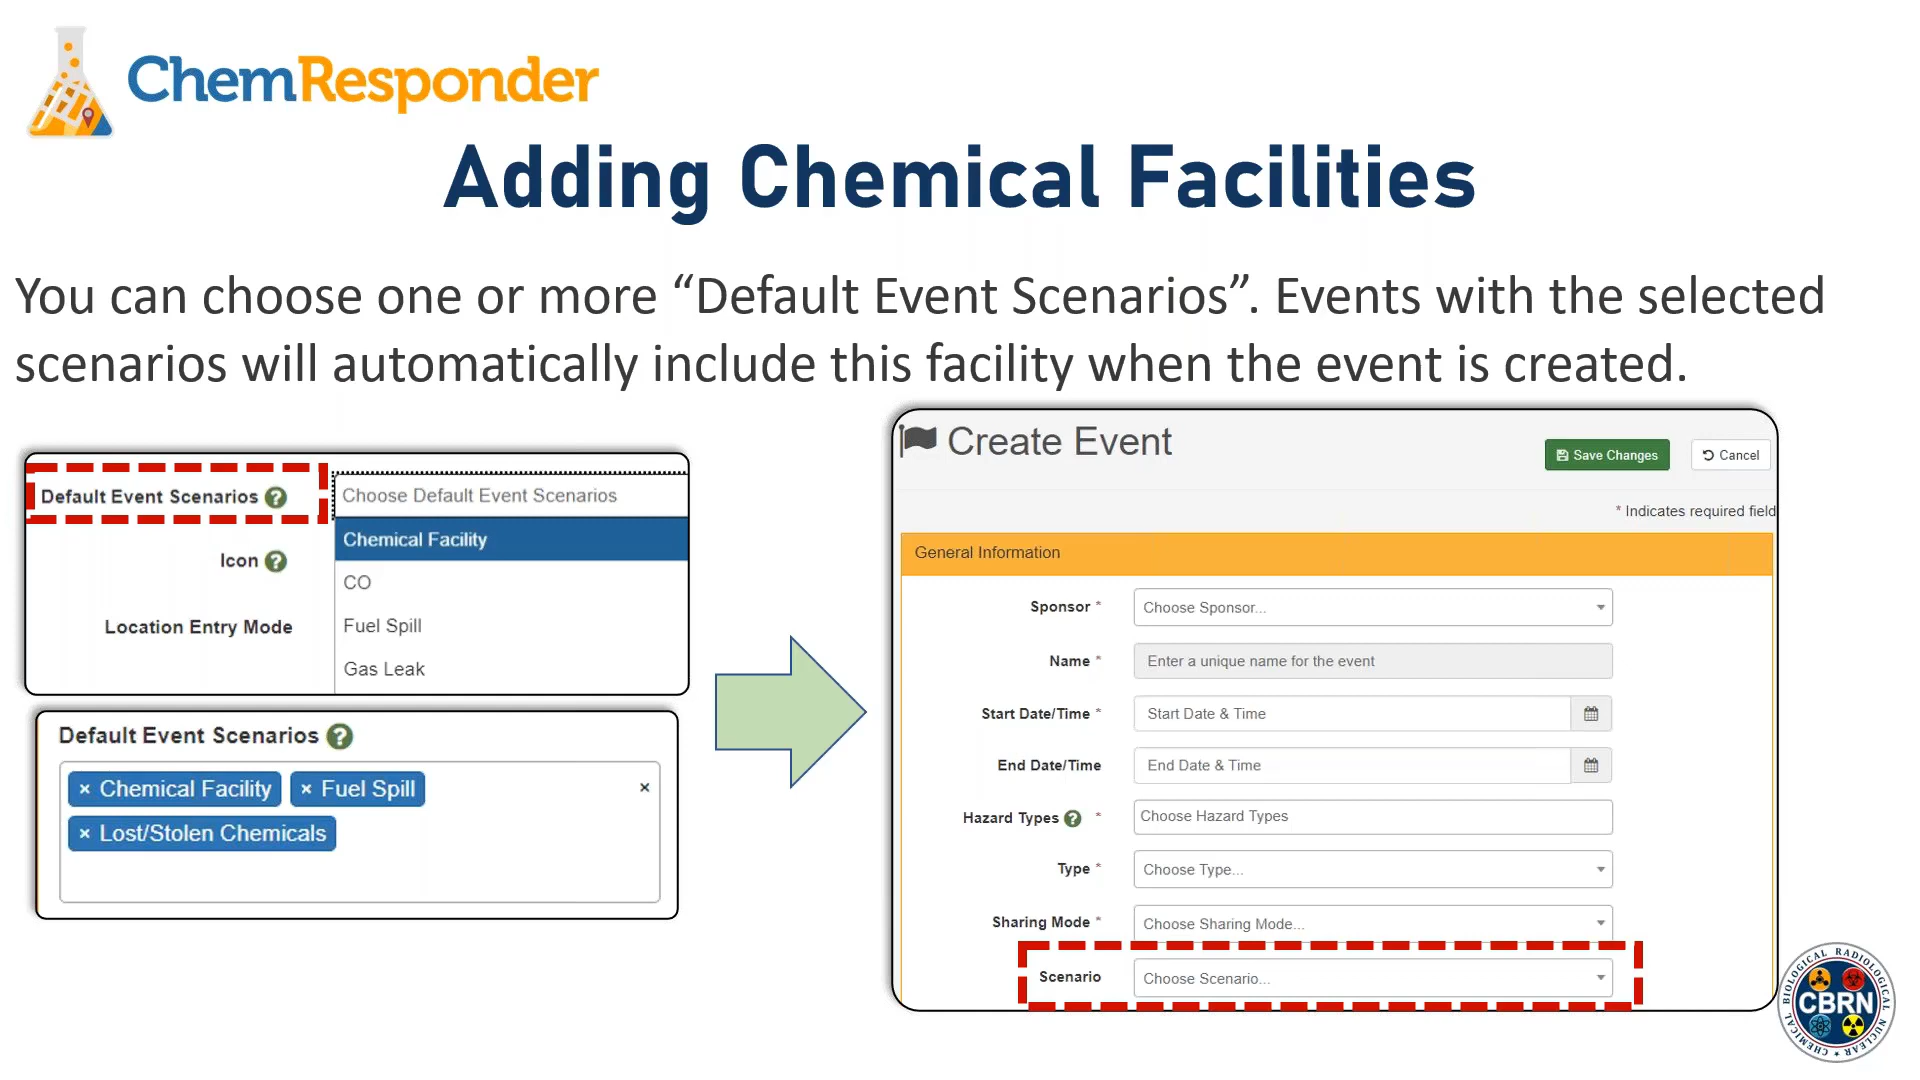 ChemResponder
Adding Chemical Facilities
You can choose one or more “Default Event Scenarios”. Events with the selected
scenarios will automatically include this facility when the event is created.
Default Event Scenarios ?
Choose Default Event Scenarios
Chemical Facility
Icon ?
CO
Location Entry Mode
Fuel Spill
Gas Leak
Default Event Scenarios ?
× Chemical Facility × Fuel Spill ×
× Lost/Stolen Chemicals
Create Event
Save Changes
Cancel
* Indicates required field
General Information
Sponsor * Choose Sponsor...
Name * Enter a unique name for the event
Start Date/Time * Start Date & Time
End Date/Time End Date & Time
Hazard Types ? * Choose Hazard Types
Type * Choose Type...
Sharing Mode * Choose Sharing Mode...
Scenario Choose Scenario...
CHEMICAL BIOLOGICAL RADIOLOGICAL NUCLEAR
CBRN